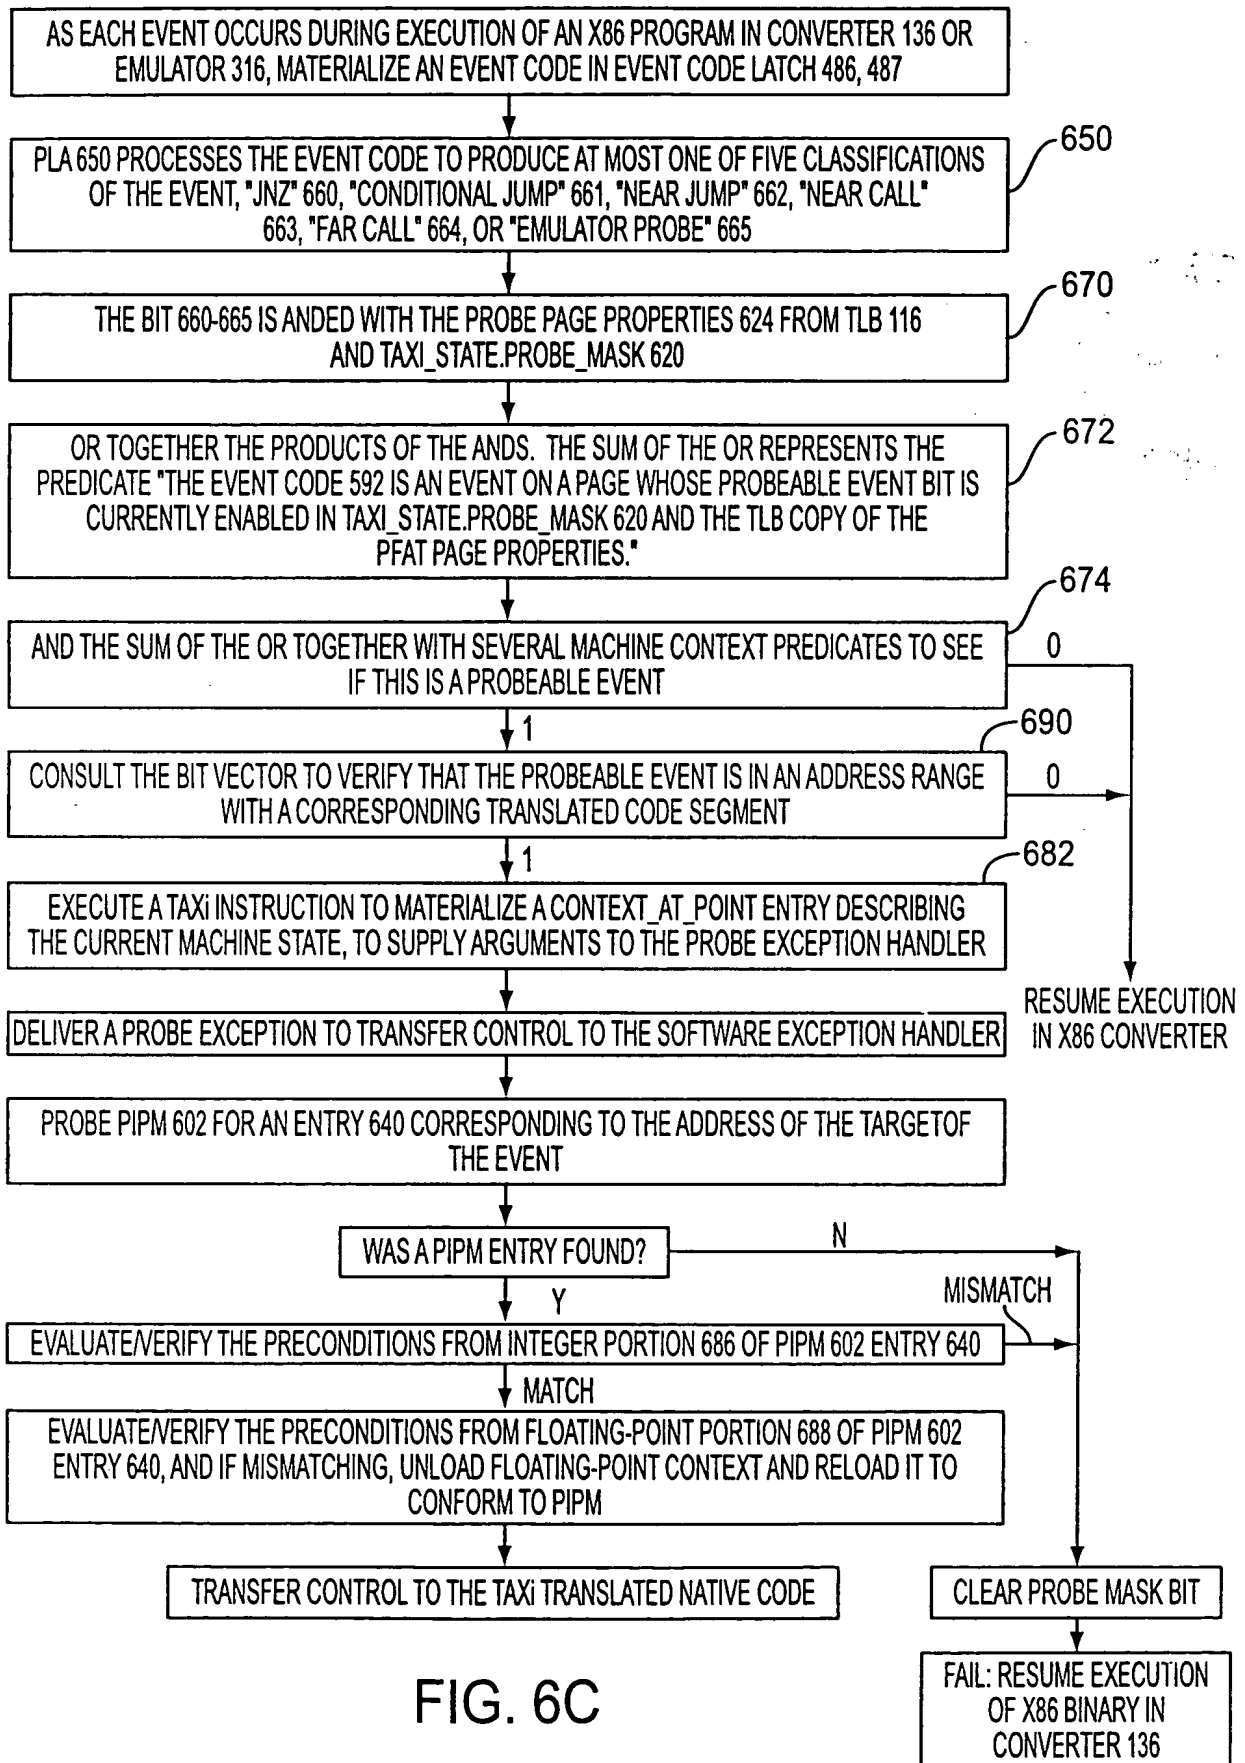 AS EACH EVENT OCCURS DURING EXECUTION OF AN X86 PROGRAM IN CONVERTER 136 OR
EMULATOR 316, MATERIALIZE AN EVENT CODE IN EVENT CODE LATCH 486, 487
650
PLA 650 PROCESSES THE EVENT CODE TO PRODUCE AT MOST ONE OF FIVE CLASSIFICATIONS
OF THE EVENT, "JNZ" 660, "CONDITIONAL JUMP" 661, "NEAR JUMP" 662, "NEAR CALL"
663, "FAR CALL" 664, OR "EMULATOR PROBE" 665
670
THE BIT 660-665 IS ANDED WITH THE PROBE PAGE PROPERTIES 624 FROM TLB 116
AND TAXI_STATE.PROBE_MASK 620
672
OR TOGETHER THE PRODUCTS OF THE ANDS. THE SUM OF THE OR REPRESENTS THE
PREDICATE "THE EVENT CODE 592 IS AN EVENT ON A PAGE WHOSE PROBEABLE EVENT BIT IS
CURRENTLY ENABLED IN TAXI_STATE.PROBE_MASK 620 AND THE TLB COPY OF THE
PFAT PAGE PROPERTIES."
674
AND THE SUM OF THE OR TOGETHER WITH SEVERAL MACHINE CONTEXT PREDICATES TO SEE
IF THIS IS A PROBEABLE EVENT
0
1
690
CONSULT THE BIT VECTOR TO VERIFY THAT THE PROBEABLE EVENT IS IN AN ADDRESS RANGE
WITH A CORRESPONDING TRANSLATED CODE SEGMENT
0
1
682
EXECUTE A TAXi INSTRUCTION TO MATERIALIZE A CONTEXT_AT_POINT ENTRY DESCRIBING
THE CURRENT MACHINE STATE, TO SUPPLY ARGUMENTS TO THE PROBE EXCEPTION HANDLER
RESUME EXECUTION
IN X86 CONVERTER
DELIVER A PROBE EXCEPTION TO TRANSFER CONTROL TO THE SOFTWARE EXCEPTION HANDLER
PROBE PIPM 602 FOR AN ENTRY 640 CORRESPONDING TO THE ADDRESS OF THE TARGETOF
THE EVENT
WAS A PIPM ENTRY FOUND?
N
Y
MISMATCH
EVALUATE/VERIFY THE PRECONDITIONS FROM INTEGER PORTION 686 OF PIPM 602 ENTRY 640
MATCH
EVALUATE/VERIFY THE PRECONDITIONS FROM FLOATING-POINT PORTION 688 OF PIPM 602
ENTRY 640, AND IF MISMATCHING, UNLOAD FLOATING-POINT CONTEXT AND RELOAD IT TO
CONFORM TO PIPM
TRANSFER CONTROL TO THE TAXi TRANSLATED NATIVE CODE
CLEAR PROBE MASK BIT
FAIL: RESUME EXECUTION
OF X86 BINARY IN
CONVERTER 136
FIG. 6C